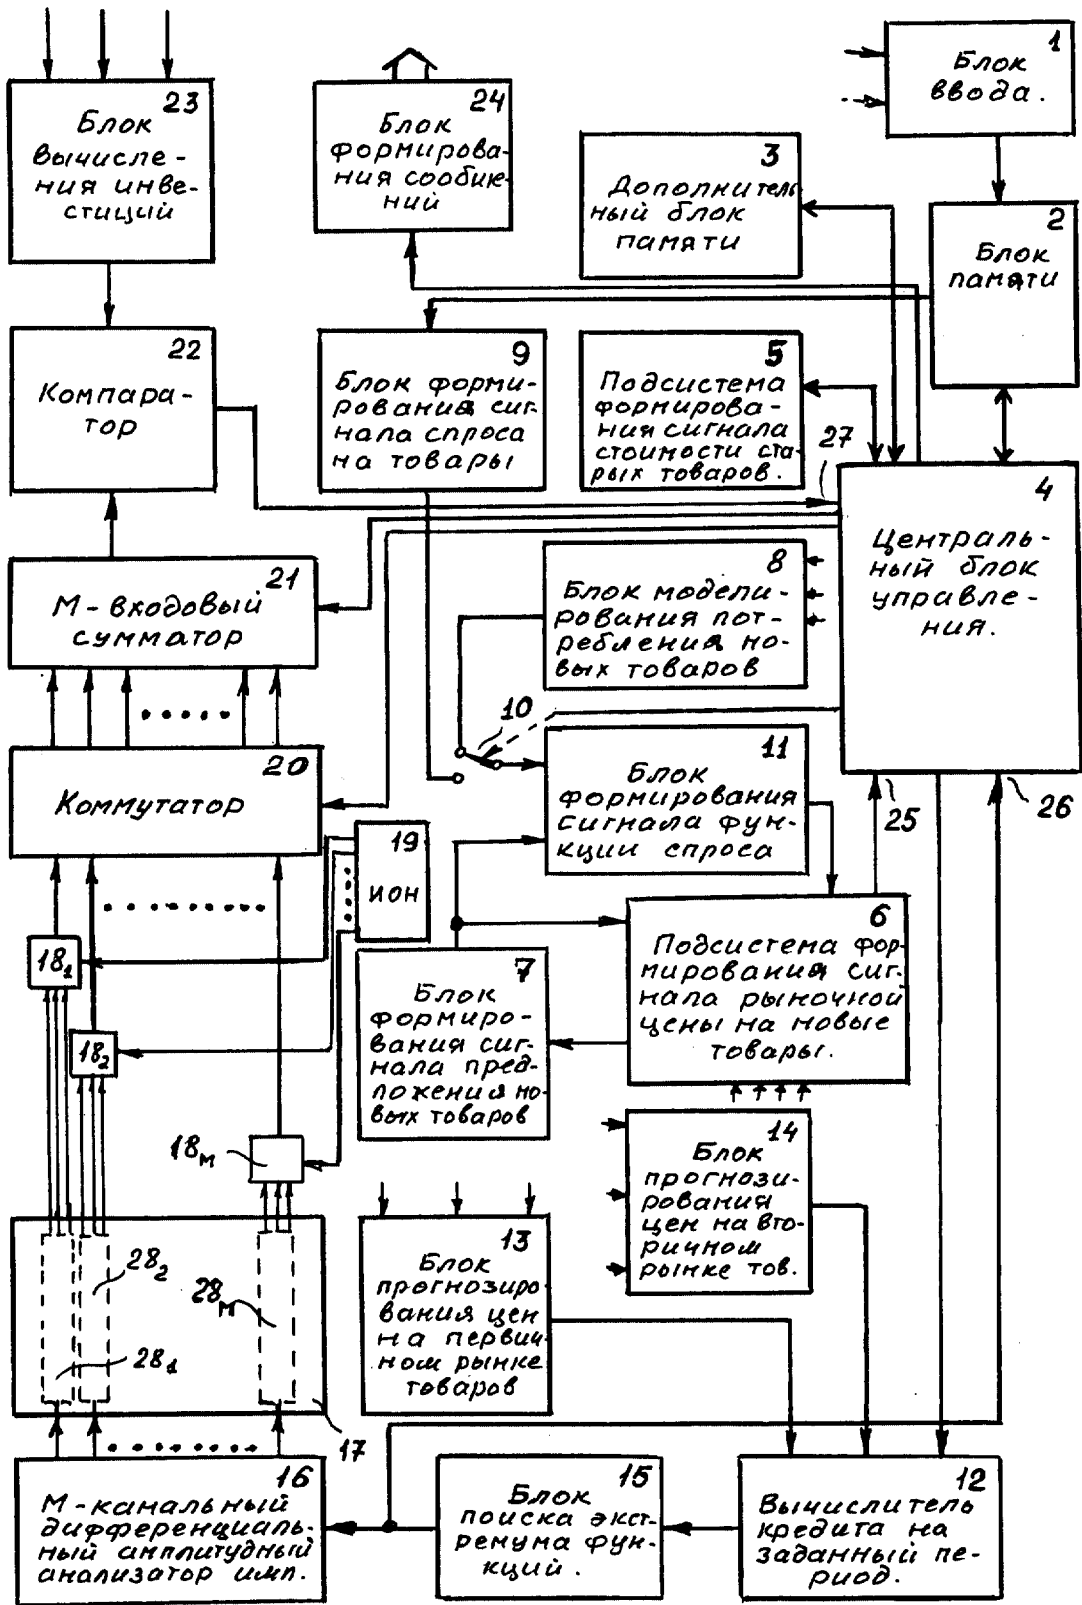 1
Блок
ввода.
23
Блок
вычисле-
ния инве-
стиций
24
Блок
формирова-
ния сообще-
ний
3
Дополнитель-
ный блок
памяти
2
Блок
памяти
22
Компара-
тор
9
Блок форми-
рования сиг-
нала спроса
на товары
5
Подсистема
формирова-
ния сигнала
стоимости ста-
рых товаров.
27
4
Централь-
ный блок
управле-
ния.
21
М-входовый
сумматор
8
Блок модели-
рования пот-
ребления но-
вых товаров
10
20
Коммутатор
11
Блок
формирования
сигнала функ-
кции спроса
25
26
19
ИОН
6
Подсистема фор-
мирования сиг-
нала рыночной
цены на новые
товары.
18₁
18₂
7
Блок
формиро-
вания сиг-
нала пред-
ложения но-
вых товаров
18м
14
Блок
прогнози-
рования
цен на вто-
ричном
рынке тов.
13
Блок
прогнозиро-
вания цен
на первич-
ном рынке
товаров
28₂
28м
28₁
17
16
М-канальный
дифференциаль-
ный амплитудный
анализатор имп.
15
Блок
поиска экст-
ремума фун-
кций.
12
Вычислитель
кредита на
заданный пе-
риод.